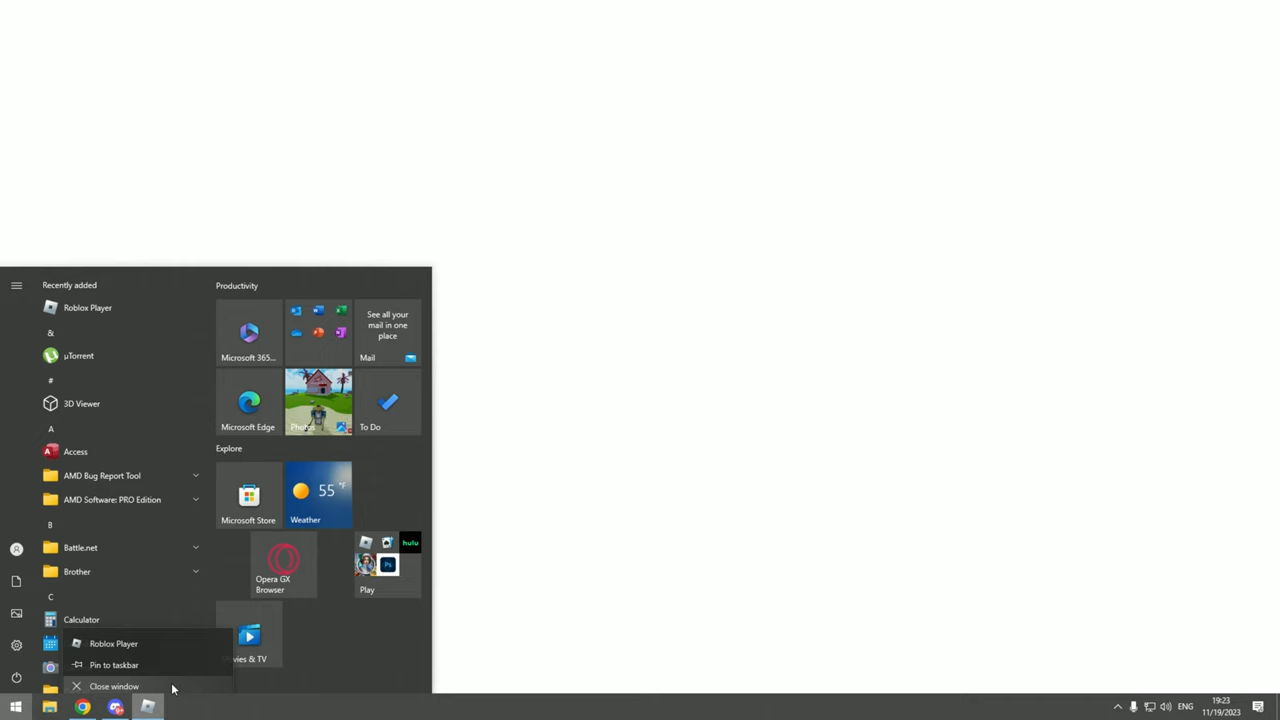 Recently added
Roblox Player
&
µTorrent
#
3D Viewer
A
Access
AMD Bug Report Tool
AMD Software: PRO Edition
B
Battle.net
Brother
C
Calculator
Roblox Player
Pin to taskbar
Close window
Productivity
Microsoft 365...
See all your
mail in one
place
Mail
Microsoft Edge
Photos
To Do
Explore
Microsoft Store
55 °F
Weather
Opera GX
Browser
hulu
Ps
Play
Movies & TV
ENG
19:23
11/19/2023